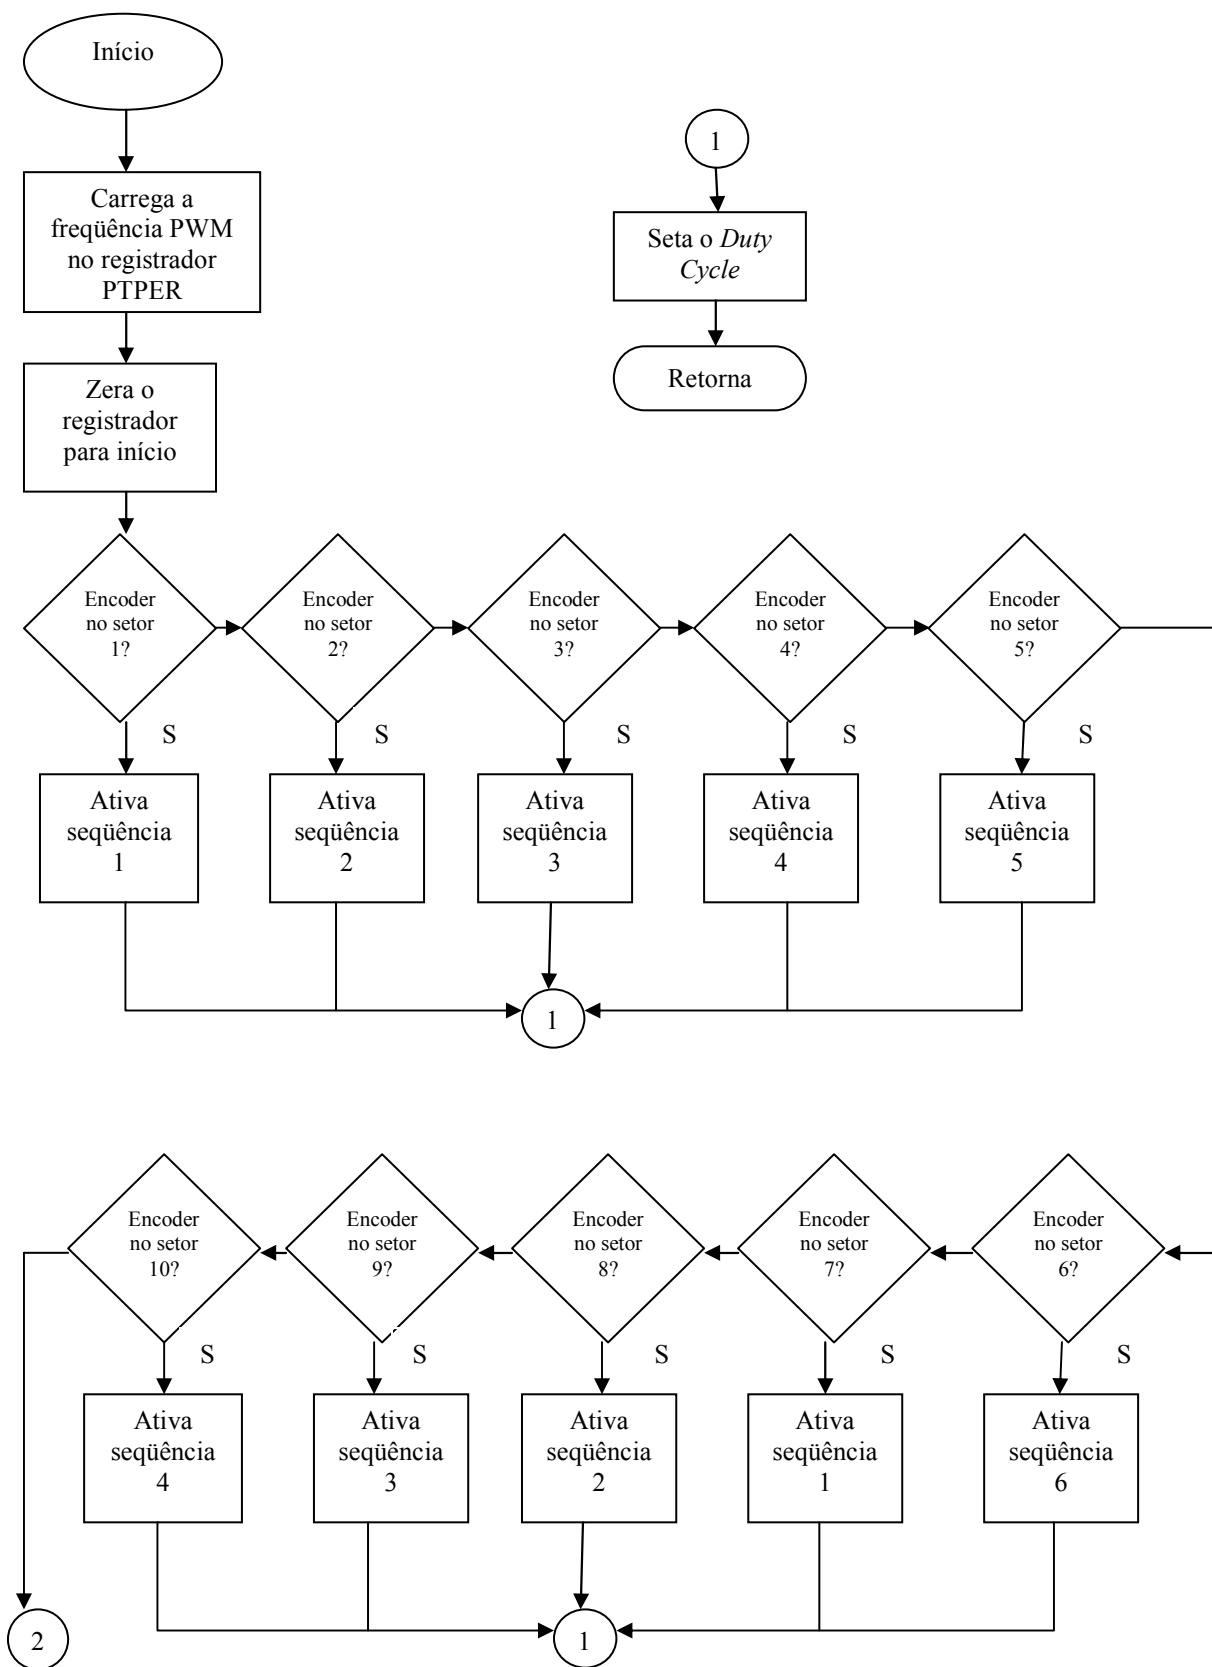 Início
Carrega a
freqüência PWM
no registrador
PTPER
Zera o
registrador
para início
1
Seta o Duty
Cycle
Retorna
Encoder
no setor
1?
Encoder
no setor
2?
Encoder
no setor
3?
Encoder
no setor
4?
Encoder
no setor
5?
S
S
S
S
S
Ativa
seqüência
1
Ativa
seqüência
2
Ativa
seqüência
3
Ativa
seqüência
4
Ativa
seqüência
5
1
Encoder
no setor
10?
Encoder
no setor
9?
Encoder
no setor
8?
Encoder
no setor
7?
Encoder
no setor
6?
S
S
S
S
S
Ativa
seqüência
4
Ativa
seqüência
3
Ativa
seqüência
2
Ativa
seqüência
1
Ativa
seqüência
6
2
1